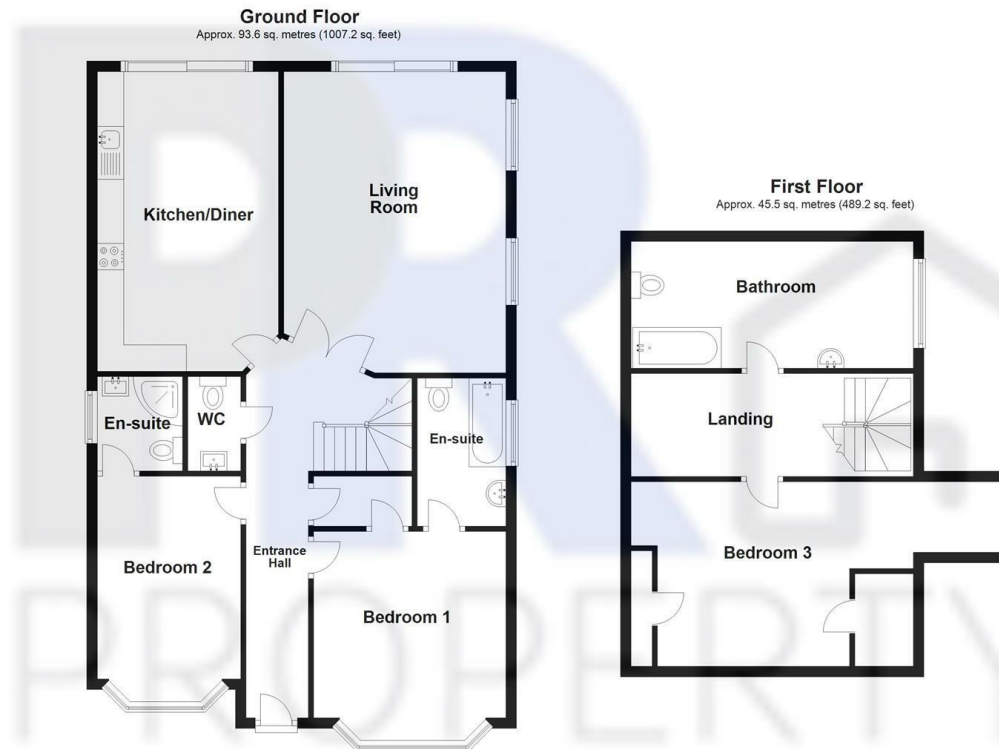 Ground Floor
Approx. 93.6 sq. metres (1007.2 sq. feet)
Kitchen/Diner
Living
Room
En-suite
WC
En-suite
Bedroom 2
Entrance
Hall
Bedroom 1
First Floor
Approx. 45.5 sq. metres (489.2 sq. feet)
Bathroom
Landing
Bedroom 3
PR
PROPERTY